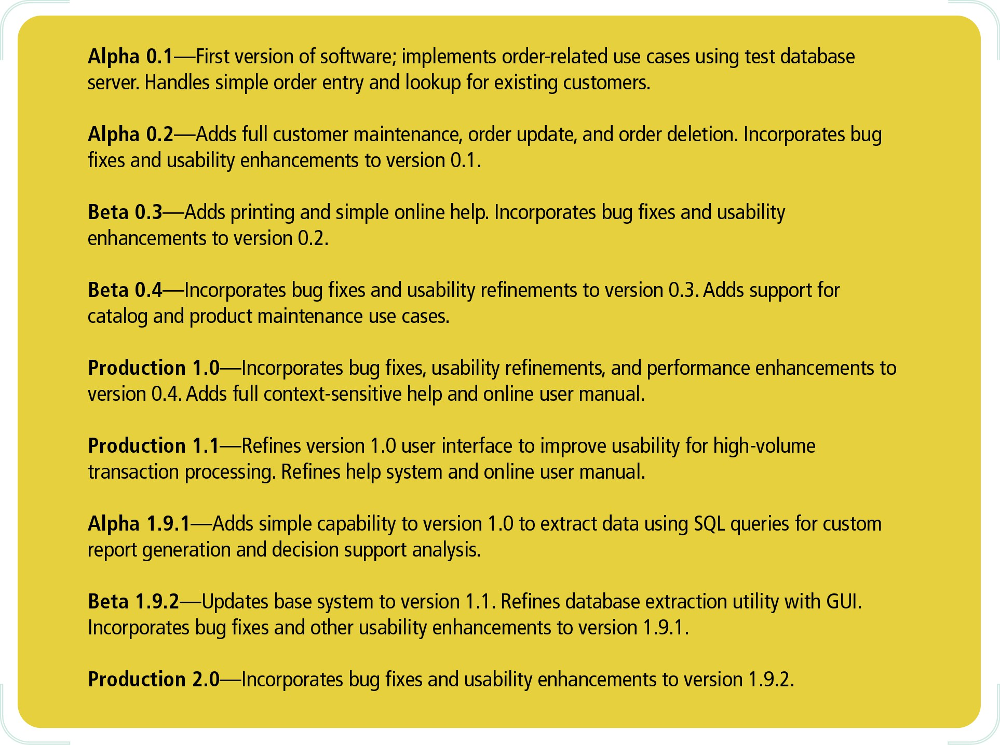 Alpha 0.1—First version of software; implements order-related use cases using test database
server. Handles simple order entry and lookup for existing customers.
Alpha 0.2—Adds full customer maintenance, order update, and order deletion. Incorporates bug
fixes and usability enhancements to version 0.1.
Beta 0.3—Adds printing and simple online help. Incorporates bug fixes and usability
enhancements to version 0.2.
Beta 0.4—Incorporates bug fixes and usability refinements to version 0.3. Adds support for
catalog and product maintenance use cases.
Production 1.0—Incorporates bug fixes, usability refinements, and performance enhancements to
version 0.4. Adds full context-sensitive help and online user manual.
Production 1.1—Refines version 1.0 user interface to improve usability for high-volume
transaction processing. Refines help system and online user manual.
Alpha 1.9.1—Adds simple capability to version 1.0 to extract data using SQL queries for custom
report generation and decision support analysis.
Beta 1.9.2—Updates base system to version 1.1. Refines database extraction utility with GUI.
Incorporates bug fixes and other usability enhancements to version 1.9.1.
Production 2.0—Incorporates bug fixes and usability enhancements to version 1.9.2.